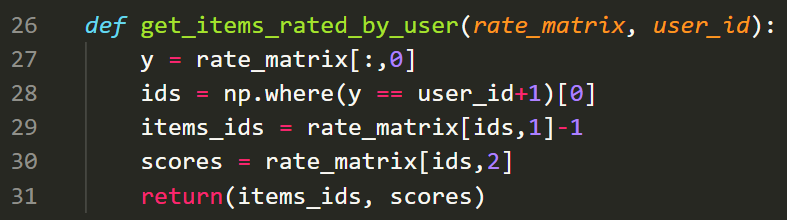 26 def get_items_rated_by_user(rate_matrix, user_id):
27 y = rate_matrix[:,0]
28 ids = np.where(y == user_id+1)[0]
29 items_ids = rate_matrix[ids,1]-1
30 scores = rate_matrix[ids,2]
31 return(items_ids, scores)